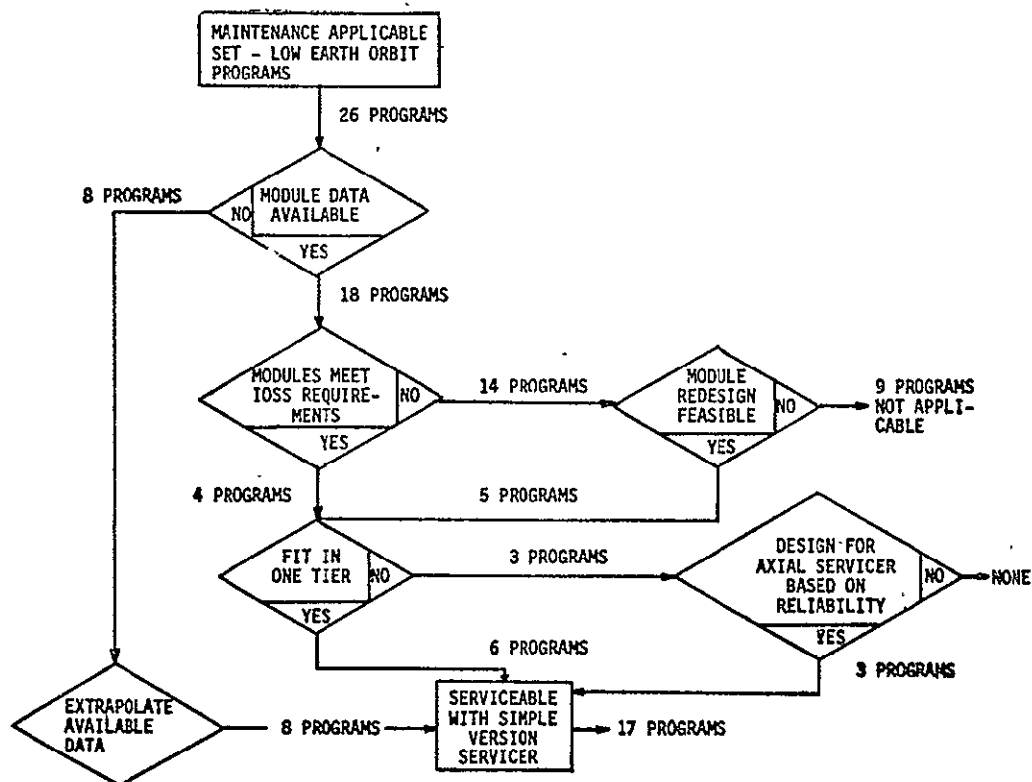 MAINTENANCE APPLICABLE
SET - LOW EARTH ORBIT
PROGRAMS
26 PROGRAMS
8 PROGRAMS
MODULE DATA
AVAILABLE
NO
YES
18 PROGRAMS
MODULES MEET
IOSS REQUIRE-
MENTS
NO
YES
14 PROGRAMS
MODULE
REDESIGN
FEASIBLE
NO
YES
9 PROGRAMS
NOT APPLI-
CABLE
4 PROGRAMS
5 PROGRAMS
FIT IN
ONE TIER
NO
YES
3 PROGRAMS
DESIGN FOR
AXIAL SERVICER
BASED ON
RELIABILITY
NO
YES
NONE
6 PROGRAMS
3 PROGRAMS
EXTRAPOLATE
AVAILABLE
DATA
8 PROGRAMS
SERVICEABLE
WITH SIMPLE
VERSION
SERVICER
17 PROGRAMS